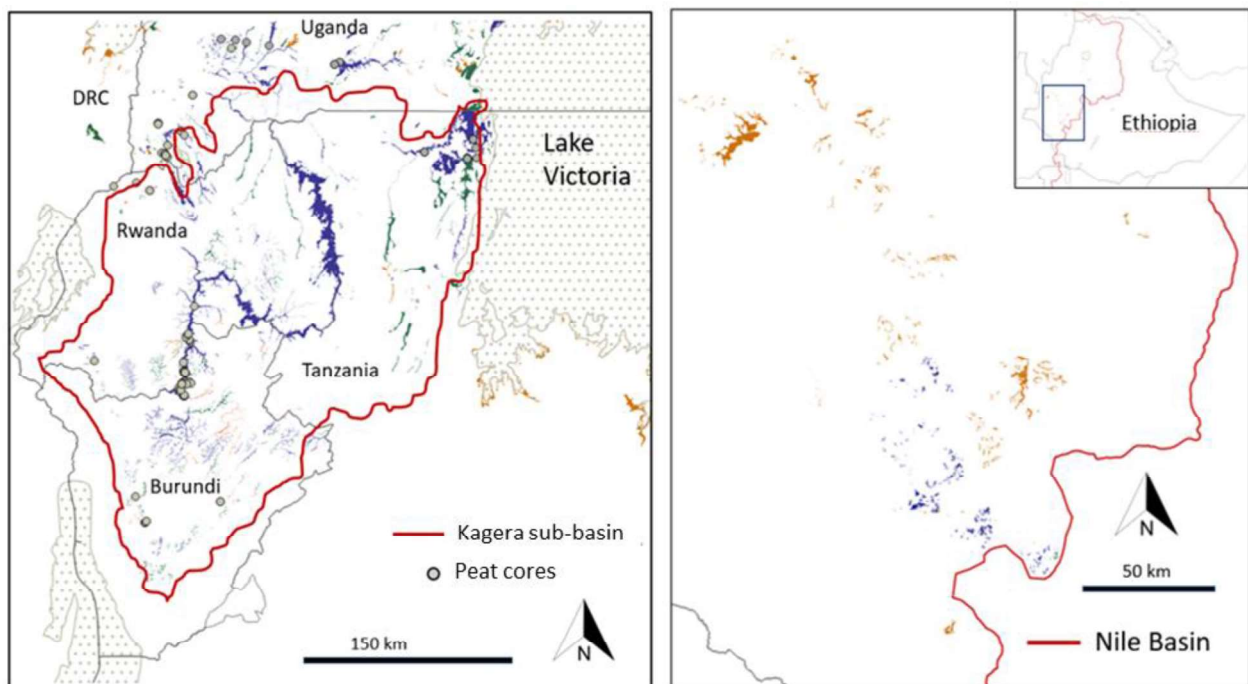 Uganda
DRC
Lake
Victoria
Rwanda
Tanzania
Burundi
Kagera sub-basin
Peat cores
150 km
N
Ethiopia
N
50 km
Nile Basin